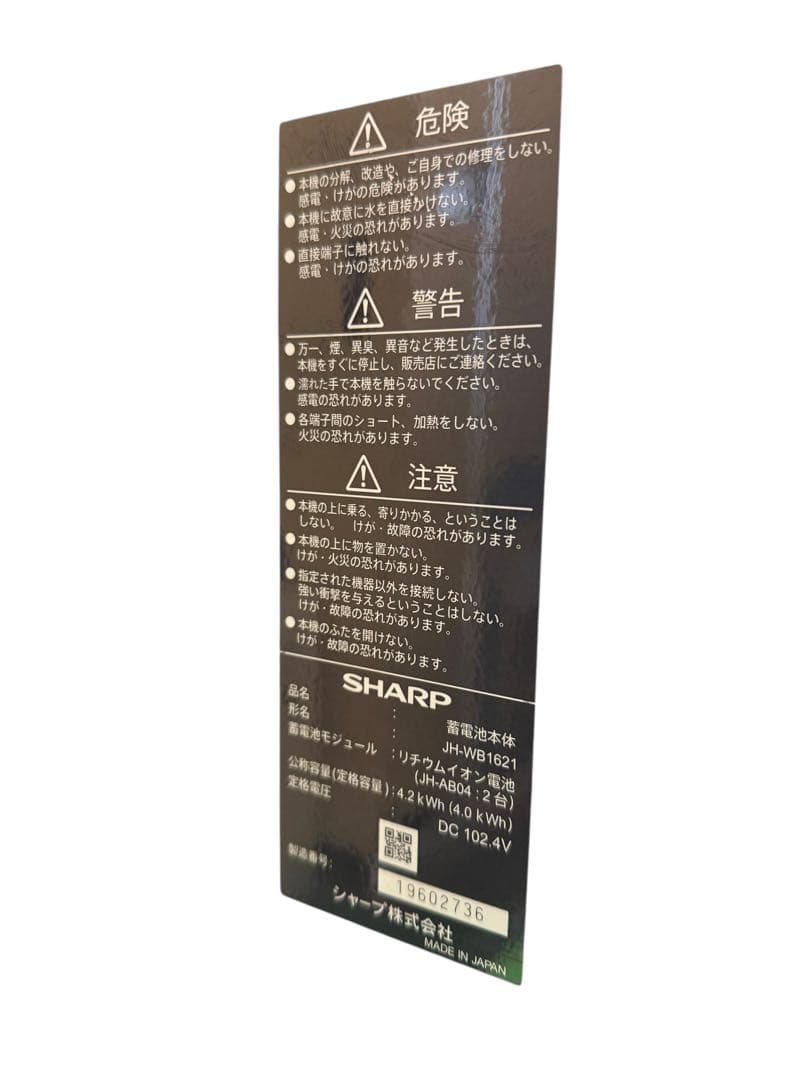 危険
●本機の分解、改造や、ご自身での修理をしない。
感電・けがの危険があります。
●本機に故意に水を直接かけない。
感電・火災の恐れがあります。
●直接端子に触れない。
感電・けがの恐れがあります。
警告
●万一、煙、異臭、異音など発生したときは、
本機をすぐに停止し、販売店にご連絡ください。
●濡れた手で本機を触らないでください。
感電の恐れがあります。
●各端子間のショート、加熱をしない。
火災の恐れがあります。
注意
●本機の上に乗る、寄りかかる、ということは
しない。 けが・故障の恐れがあります。
●本機の上に物を置かない。
けが・火災の恐れがあります。
●指定された機器以外を接続しない。
強い衝撃を与えるということはしない。
けが・故障の恐れがあります。
●本機のふたを開けない。
けが・故障の恐れがあります。
SHARP
品名 : 蓄電池本体
形名 : JH-WB1621
蓄電池モジュール : リチウムイオン電池
(JH-AB04 : 2台)
公称容量(定格容量) : 4.2 kWh (4.0 kWh)
定格電圧 : DC 102.4V
製造番号:
19602736
シャープ株式会社
MADE IN JAPAN